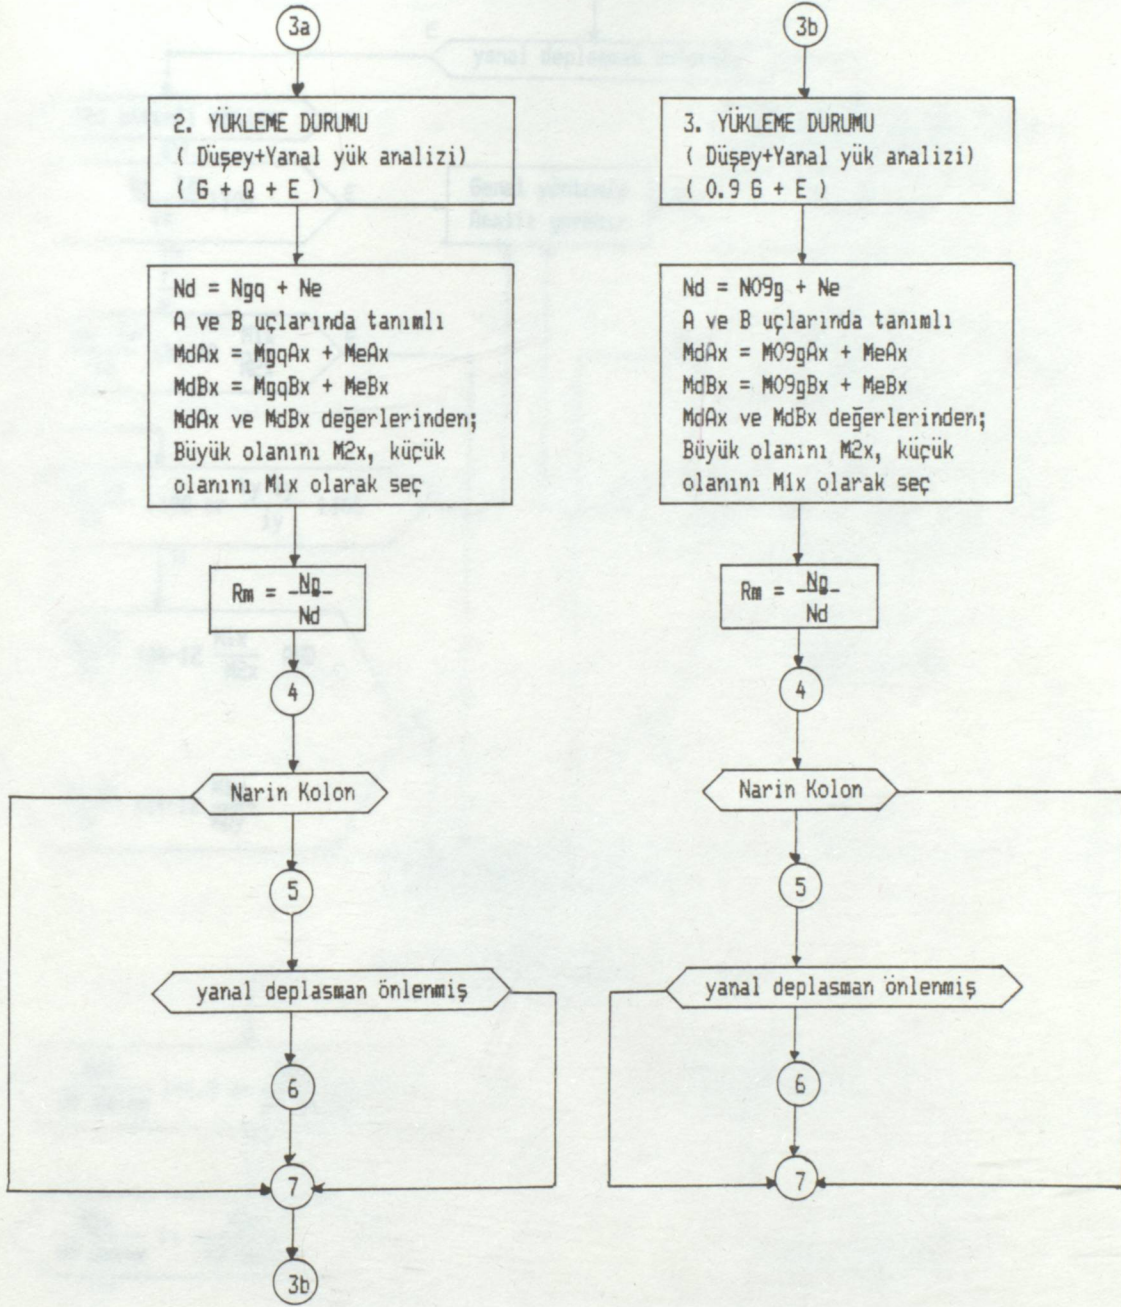 3a
2. YÜKLEME DURUMU
( Düşey+Yanal yük analizi)
( G + Q + E )
Nd = Ngq + Ne
A ve B uçlarında tanımlı
MdAx = MgqAx + MeAx
MdBx = MgqBx + MeBx
MdAx ve MdBx değerlerinden;
Büyük olanını M2x, küçük
olanını M1x olarak seç
Rm = Ng
Nd
4
Narin Kolon
5
yanal deplasman önlenmiş
6
7
3b
3b
3. YÜKLEME DURUMU
( Düşey+Yanal yük analizi)
( 0.9 G + E )
Nd = N09g + Ne
A ve B uçlarında tanımlı
MdAx = M09gAx + MeAx
MdBx = M09gBx + MeBx
MdAx ve MdBx değerlerinden;
Büyük olanını M2x, küçük
olanını M1x olarak seç
Rm = Ng
Nd
4
Narin Kolon
5
yanal deplasman önlenmiş
6
7